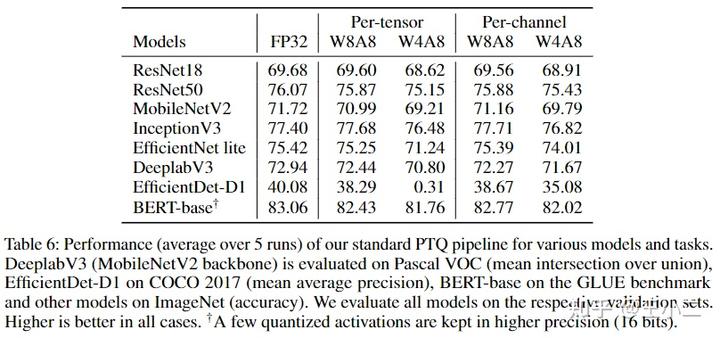 Per-tensor Per-channel
Models FP32 W8A8 W4A8 W8A8 W4A8
ResNet18 69.68 69.60 68.62 69.56 68.91
ResNet50 76.07 75.87 75.15 75.88 75.43
MobileNetV2 71.72 70.99 69.21 71.16 69.79
InceptionV3 77.40 77.68 76.48 77.71 76.82
EfficientNet lite 75.42 75.25 71.24 75.39 74.01
DeeplabV3 72.94 72.44 70.80 72.27 71.67
EfficientDet-D1 40.08 38.29 0.31 38.67 35.08
BERT-base† 83.06 82.43 81.76 82.77 82.02
Table 6: Performance (average over 5 runs) of our standard PTQ pipeline for various models and tasks.
DeeplabV3 (MobileNetV2 backbone) is evaluated on Pascal VOC (mean intersection over union),
EfficientDet-D1 on COCO 2017 (mean average precision), BERT-base on the GLUE benchmark
and other models on ImageNet (accuracy). We evaluate all models on the respective validation sets.
Higher is better in all cases. †A few quantized activations are kept in higher precision (16 bits).
知乎 @王小二